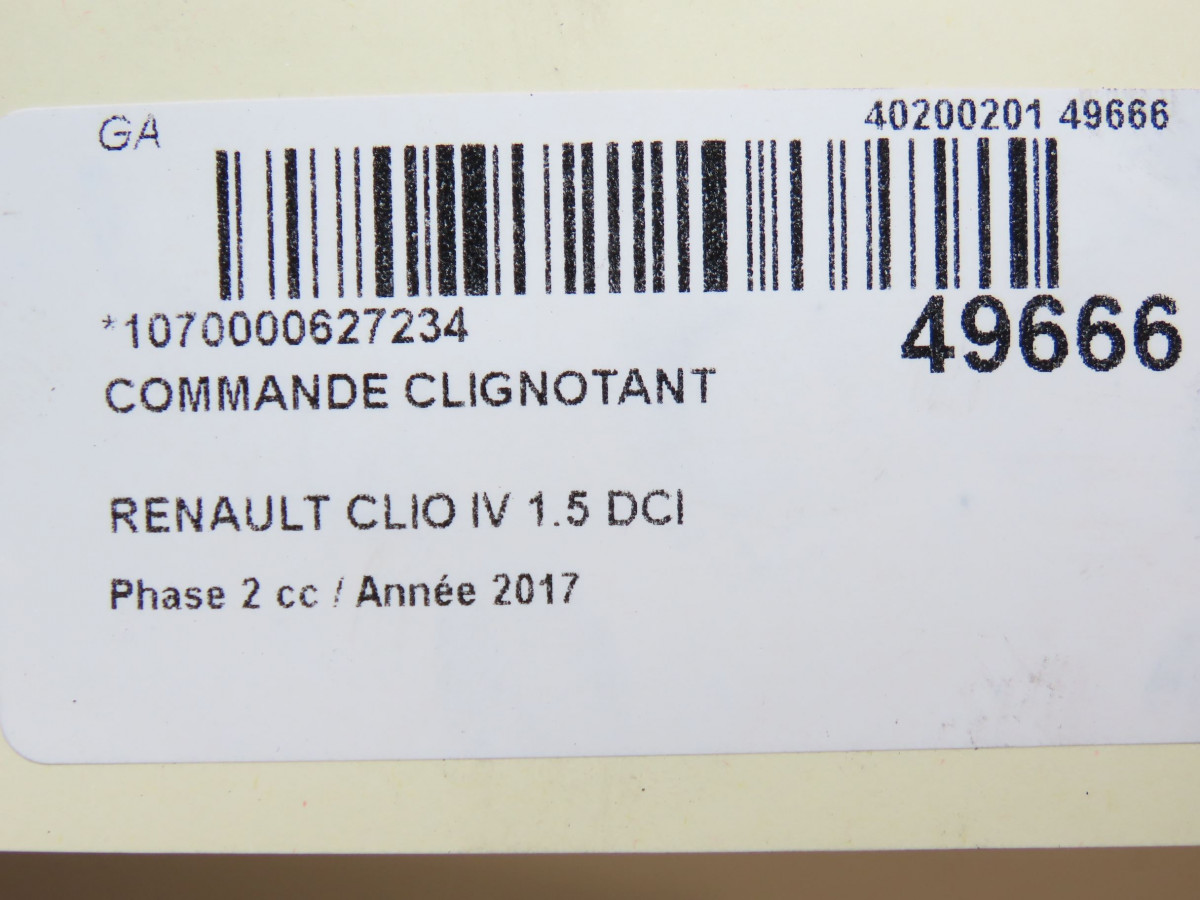 GA
40200201 49666
*1070000627234
49666
COMMANDE CLIGNOTANT
RENAULT CLIO IV 1.5 DCI
Phase 2 cc / Année 2017